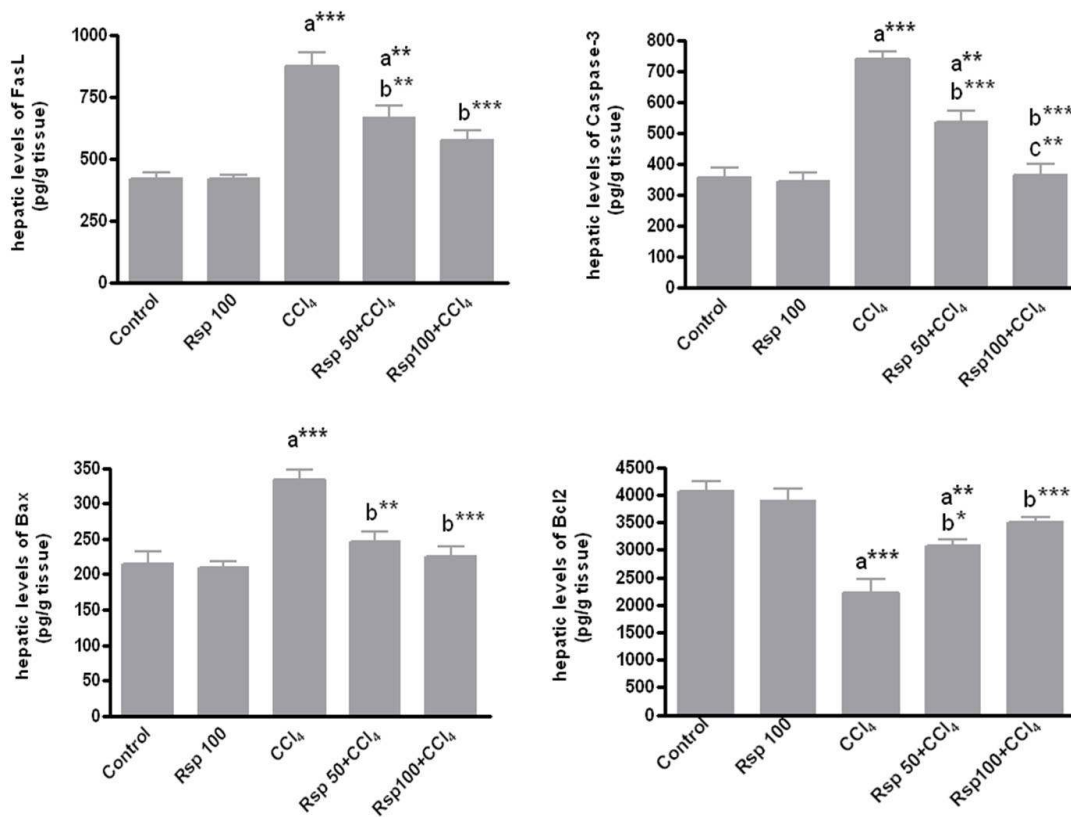 hepatic levels of FasL
(pg/g tissue)
1000
750
500
250
0
a***
a**
b**
b***
Control
Rsp 100
CCl₄
Rsp 50+CCl₄
Rsp100+CCl₄
hepatic levels of Caspase-3
(pg/g tissue)
800
700
600
500
400
300
200
100
0
a***
a**
b***
b***
c**
Control
Rsp 100
CCl₄
Rsp 50+CCl₄
Rsp100+CCl₄
hepatic levels of Bax
(pg/g tissue)
350
300
250
200
150
100
50
0
a***
b**
b***
Control
Rsp 100
CCl₄
Rsp 50+CCl₄
Rsp100+CCl₄
hepatic levels of Bcl2
(pg/g tissue)
4500
4000
3500
3000
2500
2000
1500
1000
500
0
a***
a**
b*
b***
Control
Rsp 100
CCl₄
Rsp 50+CCl₄
Rsp100+CCl₄